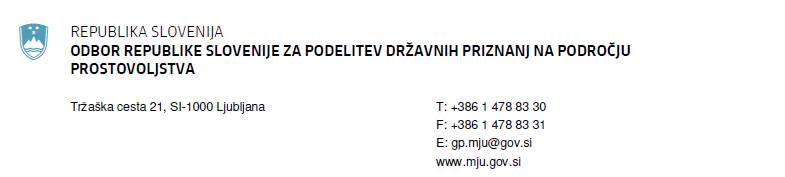 REPUBLIKA SLOVENIJA
ODBOR REPUBLIKE SLOVENIJE ZA PODELITEV DRŽAVNIH PRIZNANJ NA PODROČJU
PROSTOVOLJSTVA
Tržaška cesta 21, SI-1000 Ljubljana
T: +386 1 478 83 30
F: +386 1 478 83 31
E: gp.mju@gov.si
www.mju.gov.si